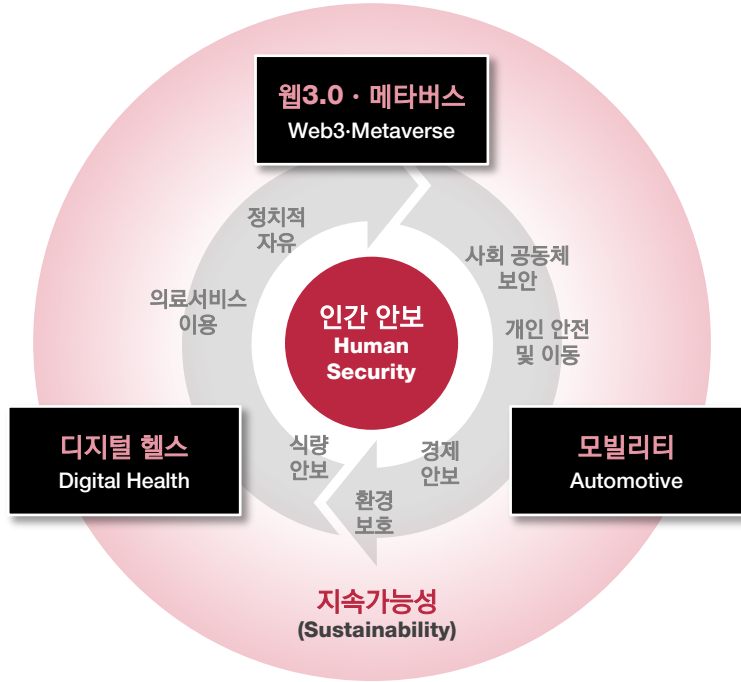 웹3.0 · 메타버스
Web3·Metaverse
정치적
자유
사회 공동체
보안
의료서비스
이용
인간 안보
Human
Security
개인 안전
및 이동
디지털 헬스
Digital Health
식량
안보
경제
안보
모빌리티
Automotive
환경
보호
지속가능성
(Sustainability)